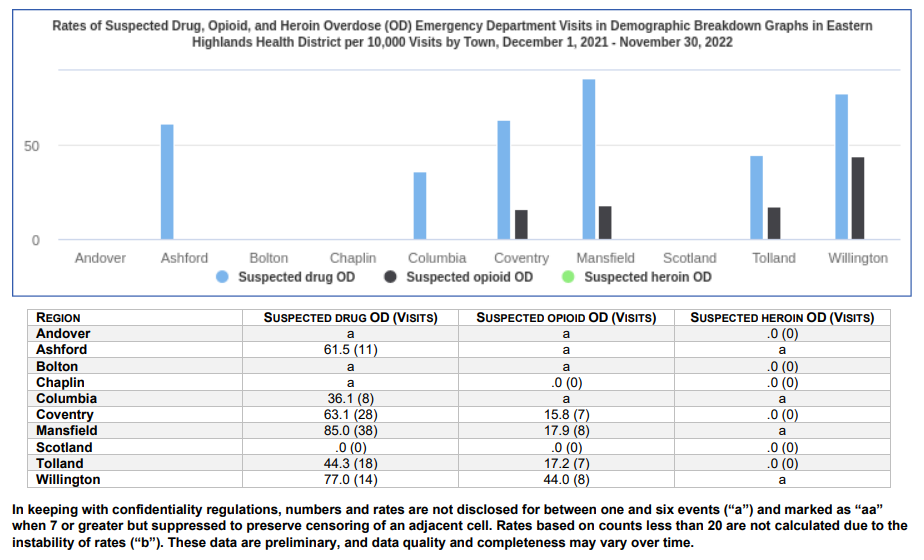 Rates of Suspected Drug, Opioid, and Heroin Overdose (OD) Emergency Department Visits in Demographic Breakdown Graphs in Eastern
Highlands Health District per 10,000 Visits by Town, December 1, 2021 - November 30, 2022
50
0
Andover Ashford Bolton Chaplin Columbia Coventry Mansfield Scotland Tolland Willington
Suspected drug OD Suspected opioid OD Suspected heroin OD
REGION SUSPECTED DRUG OD (VISITS) SUSPECTED OPIOID OD (VISITS) SUSPECTED HEROIN OD (VISITS)
Andover a a .0 (0)
Ashford 61.5 (11) a a
Bolton a a .0 (0)
Chaplin a .0 (0) .0 (0)
Columbia 36.1 (8) a a
Coventry 63.1 (28) 15.8 (7) .0 (0)
Mansfield 85.0 (38) 17.9 (8) a
Scotland .0 (0) .0 (0) .0 (0)
Tolland 44.3 (18) 17.2 (7) .0 (0)
Willington 77.0 (14) 44.0 (8) a
In keeping with confidentiality regulations, numbers and rates are not disclosed for between one and six events (“a”) and marked as “aa”
when 7 or greater but suppressed to preserve censoring of an adjacent cell. Rates based on counts less than 20 are not calculated due to the
instability of rates (“b”). These data are preliminary, and data quality and completeness may vary over time.